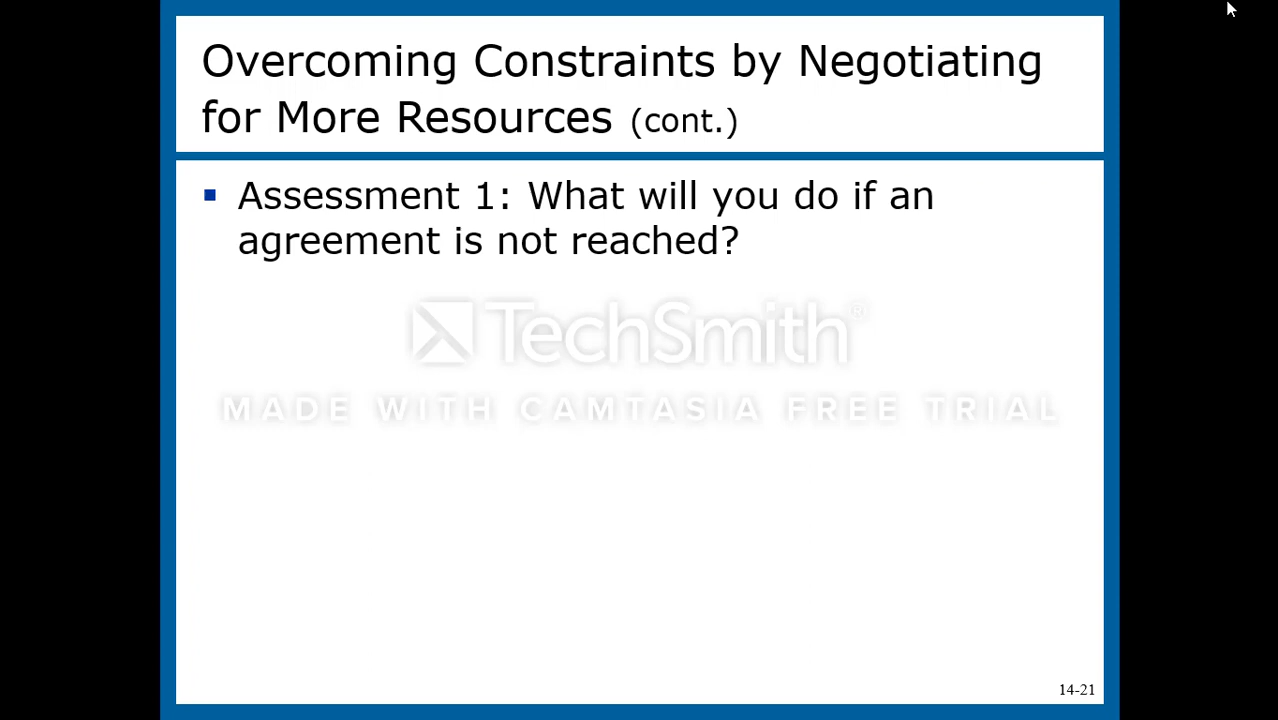 Overcoming Constraints by Negotiating
for More Resources (cont.)
▪ Assessment 1: What will you do if an
agreement is not reached?
TechSmith®
MADE WITH CAMTASIA FREE TRIAL
14-21